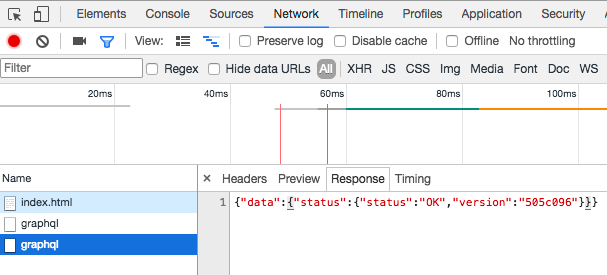 Elements Console Sources Network Timeline Profiles Application Security
View: Preserve log Disable cache Offline No throttling
Filter Regex Hide data URLs All XHR JS CSS Img Media Font Doc WS
20ms 40ms 60ms 80ms 100ms
Name × Headers Preview Response Timing
index.html 1 {"data":{"status":{"status":"OK","version":"505c096"}}}
graphql
graphql